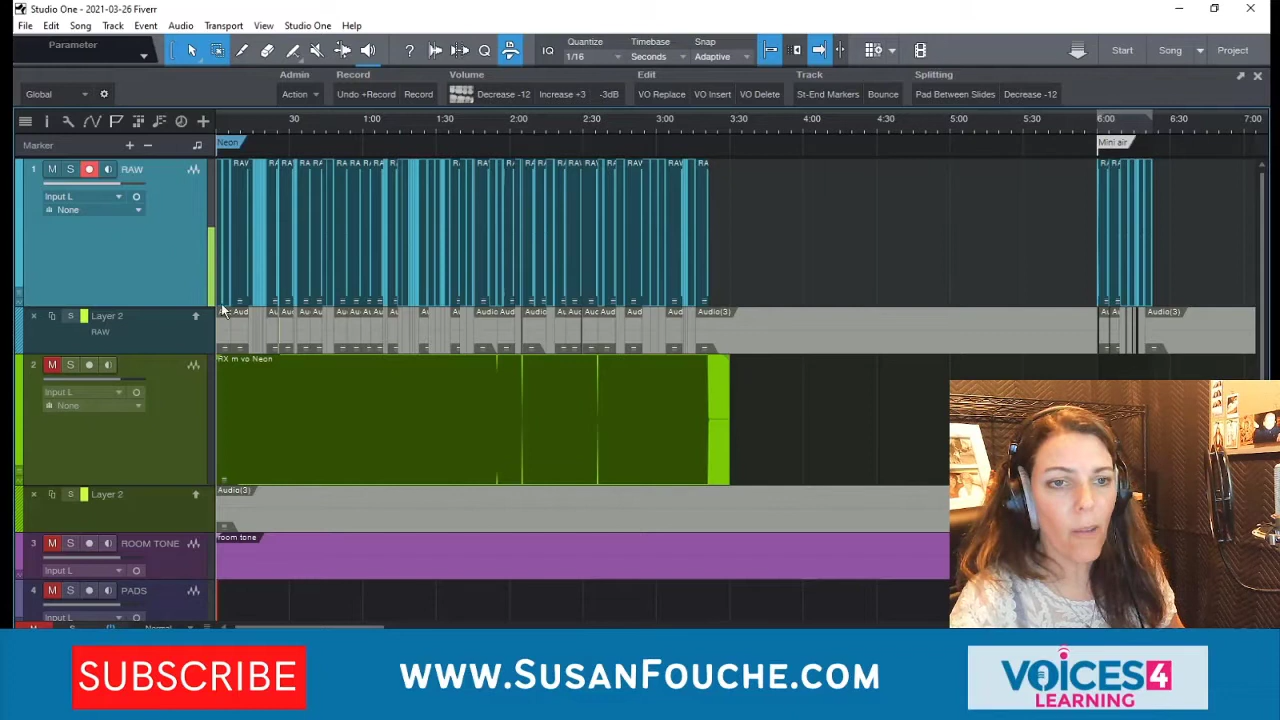 Studio One - 2021-03-26 Fiverr
File Edit Song Track Event Audio Transport View Studio One Help
Parameter
IQ Quantize 1/16 Timebase Seconds Snap Adaptive Start Song Project
Admin Record Volume Edit Track Splitting
Global Action Undo +Record Record Decrease -12 Increase +3 -3dB VO Replace VO Insert VO Delete St-End Markers Bounce Pad Between Slides Decrease -12
30 1:00 1:30 2:00 2:30 3:00 3:30 4:00 4:30 5:00 5:30 6:00 6:30 7:00
Marker Neon Mini air
1 M S RAW
Input L
None
Layer 2
RAW
S
Audio(3) Audio(3)
2 M S RX m vo Neon
Input L
None
S Layer 2 Audio(3)
3 M S ROOM TONE room tone
Input L
4 M S PADS
Input L
Normal
SUBSCRIBE
www.SusanFouche.com
VOICES4
LEARNING